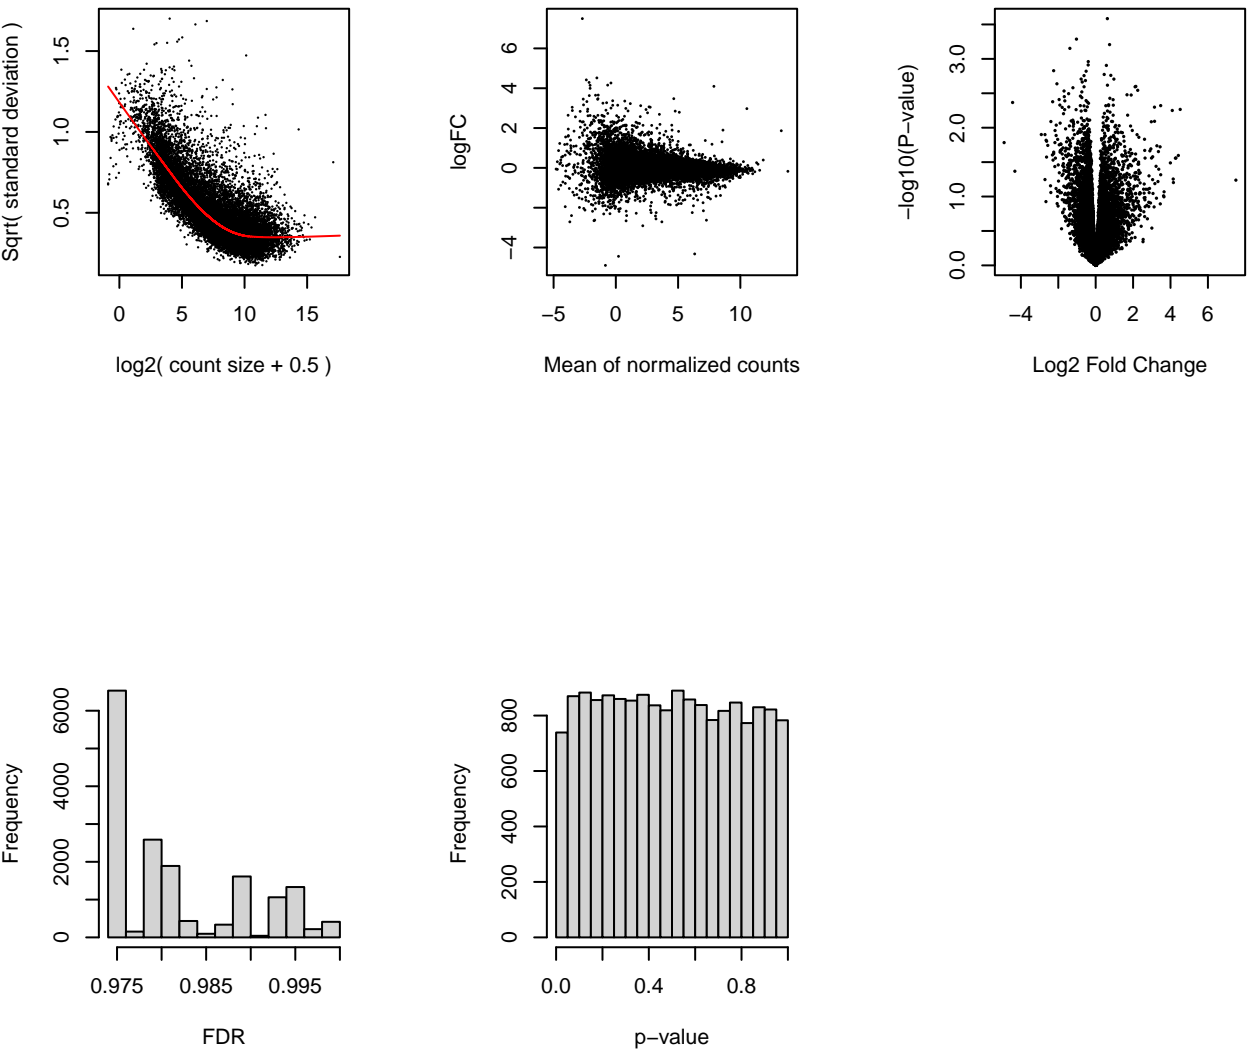 Sqrt( standard deviation )
0.5 1.0 1.5
0 5 10 15
log2( count size + 0.5 )
logFC
−4 0 2 4 6
−5 0 5 10
Mean of normalized counts
−log10(P−value)
0.0 1.0 2.0 3.0
−4 0 2 4 6
Log2 Fold Change
Frequency
0 2000 4000 6000
0.975 0.985 0.995
FDR
Frequency
0 200 400 600 800
0.0 0.4 0.8
p−value